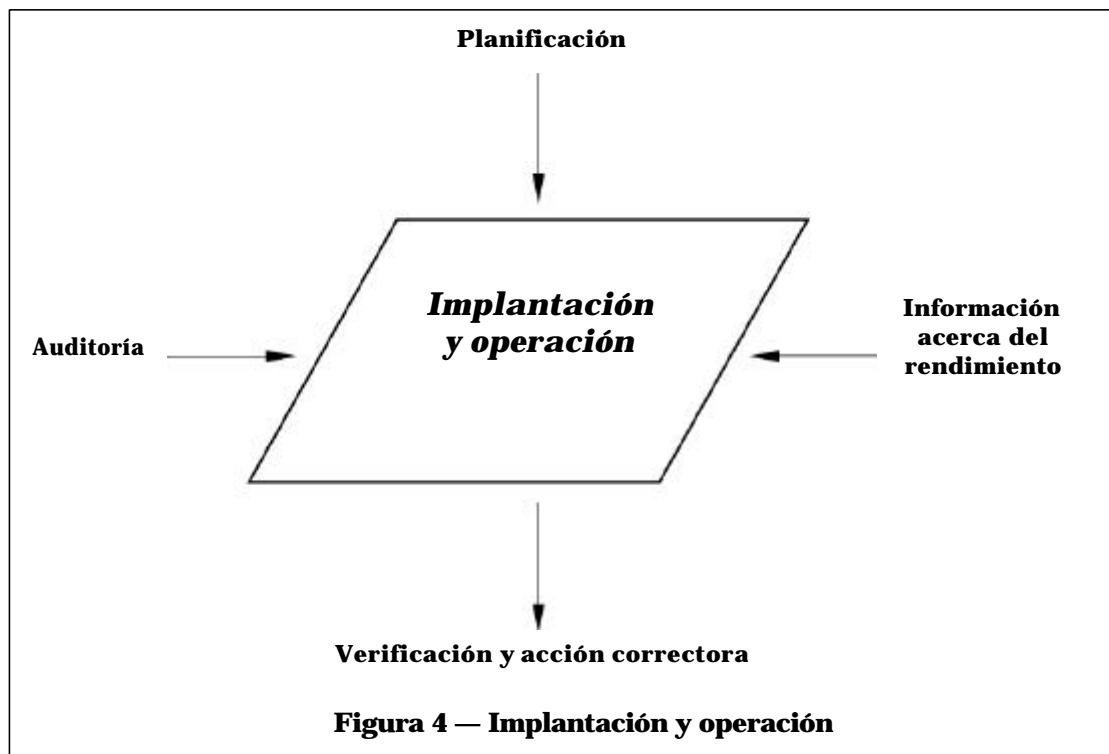 Planificación
Implantación
y operación
Auditoría
Información
acerca del
rendimiento
Verificación y acción correctora
Figura 4 — Implantación y operación